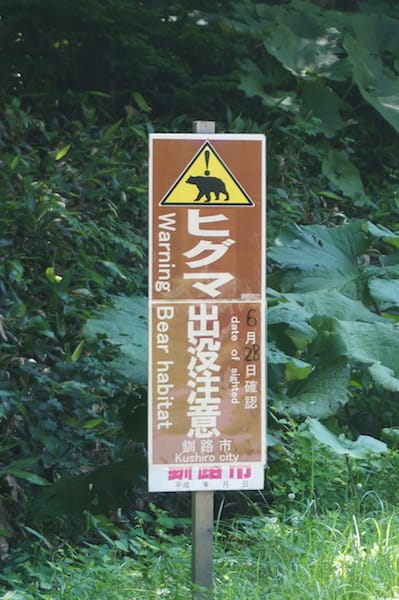 ヒグマ出没注意
Warning Bear habitat
6月28日確認
date of sighted
釧路市
Kushiro city
釧路市
平成 年 月 日